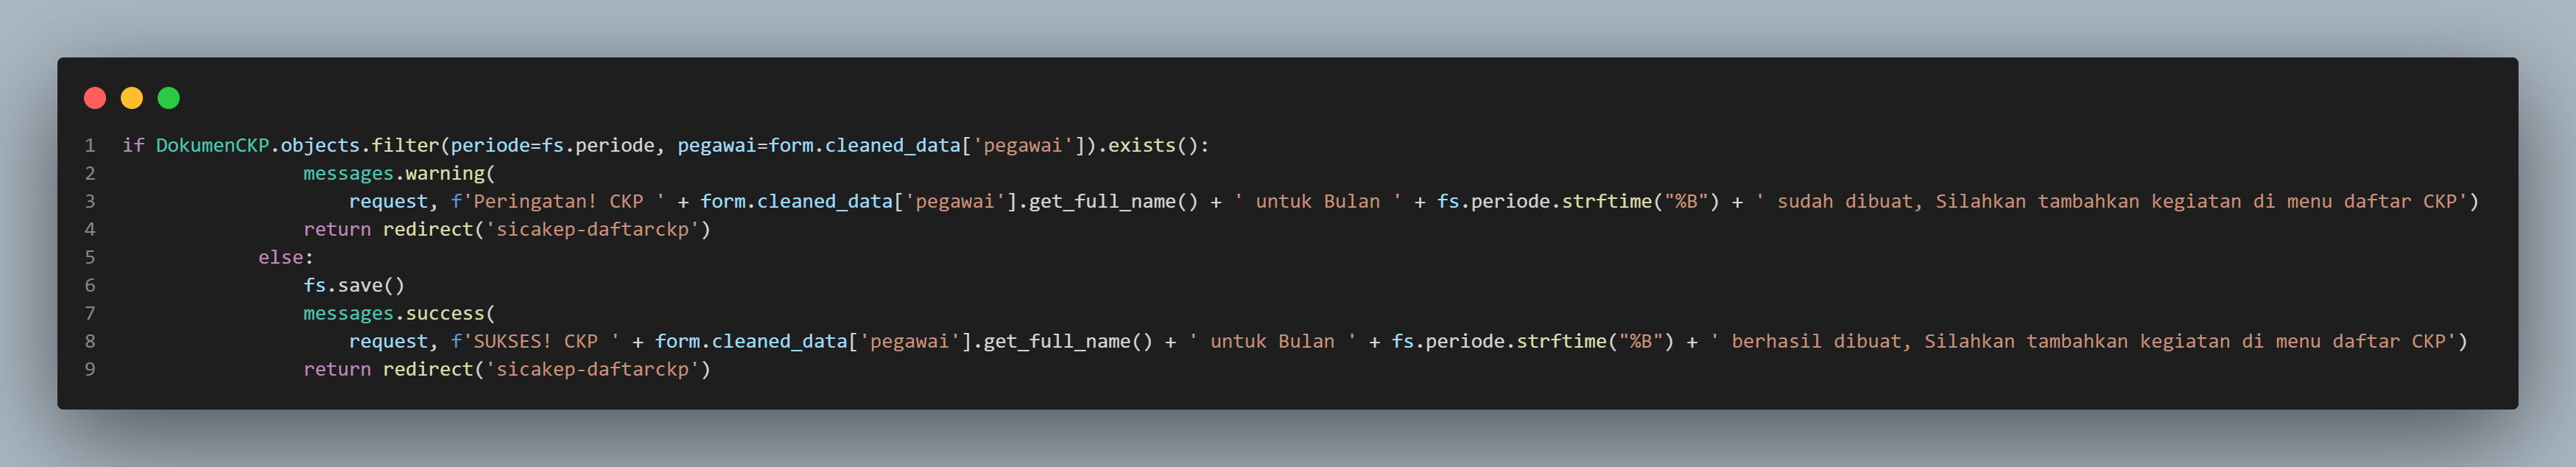 1 if DokumenCKP.objects.filter(periode=fs.periode, pegawai=form.cleaned_data['pegawai']).exists():
2                 messages.warning(
3                     request, f'Peringatan! CKP ' + form.cleaned_data['pegawai'].get_full_name() + ' untuk Bulan ' + fs.periode.strftime("%B") + ' sudah dibuat, Silahkan tambahkan kegiatan di menu daftar CKP')
4                 return redirect('sicakep-daftarckp')
5             else:
6                 fs.save()
7                 messages.success(
8                     request, f'SUKSES! CKP ' + form.cleaned_data['pegawai'].get_full_name() + ' untuk Bulan ' + fs.periode.strftime("%B") + ' berhasil dibuat, Silahkan tambahkan kegiatan di menu daftar CKP')
9                 return redirect('sicakep-daftarckp')